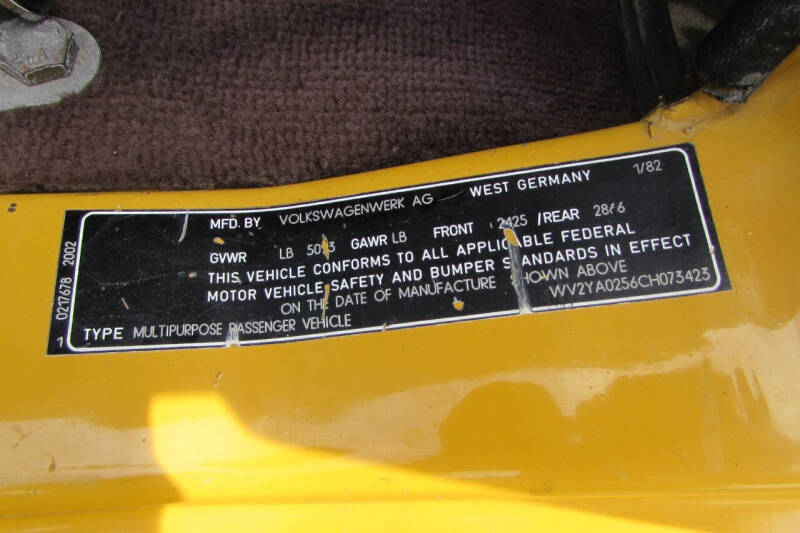 MFD. BY VOLKSWAGENWERK AG WEST GERMANY 1/82
GVWR LB GAWR LB FRONT 2425 /REAR
THIS VEHICLE CONFORMS TO ALL APPLICABLE FEDERAL
MOTOR VEHICLE SAFETY AND BUMPER STANDARDS IN EFFECT
ON THE DATE OF MANUFACTURE SHOWN ABOVE
WV2YA0256CH073423
TYPE MULTIPURPOSE PASSENGER VEHICLE
1 0217678 2002